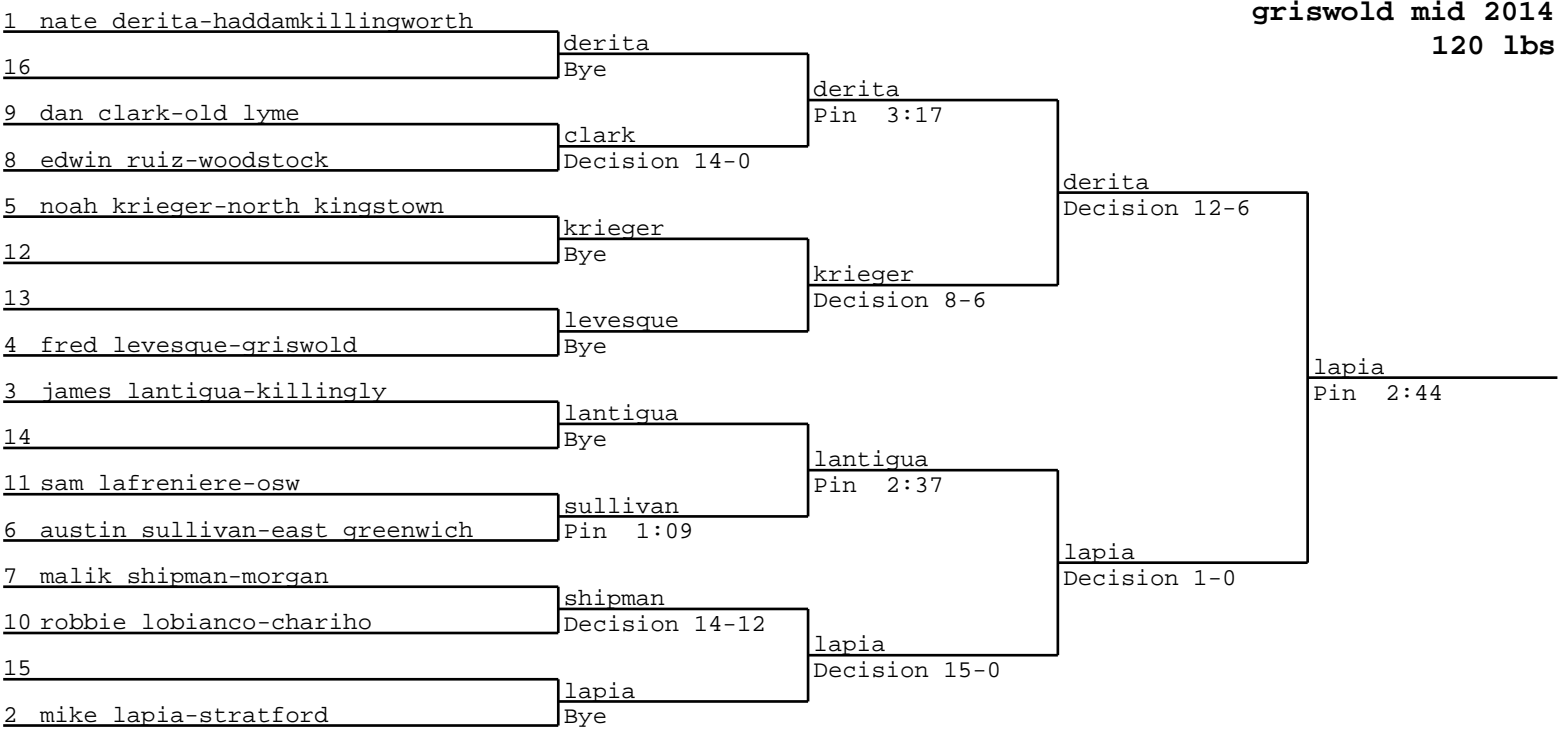 griswold mid 2014
120 lbs
1 nate derita-haddamkillingworth
16
9 dan clark-old lyme
8 edwin ruiz-woodstock
5 noah krieger-north kingstown
12
13
4 fred levesque-griswold
3 james lantigua-killingly
14
11 sam lafreniere-osw
6 austin sullivan-east greenwich
7 malik shipman-morgan
10 robbie lobianco-chariho
15
2 mike lapia-stratford
derita
Bye
clark
Decision 14-0
krieger
Bye
levesque
Bye
lantigua
Bye
sullivan
Pin 1:09
shipman
Decision 14-12
lapia
Bye
derita
Pin 3:17
krieger
Decision 8-6
lantigua
Pin 2:37
lapia
Decision 15-0
derita
Decision 12-6
lapia
Decision 1-0
lapia
Pin 2:44